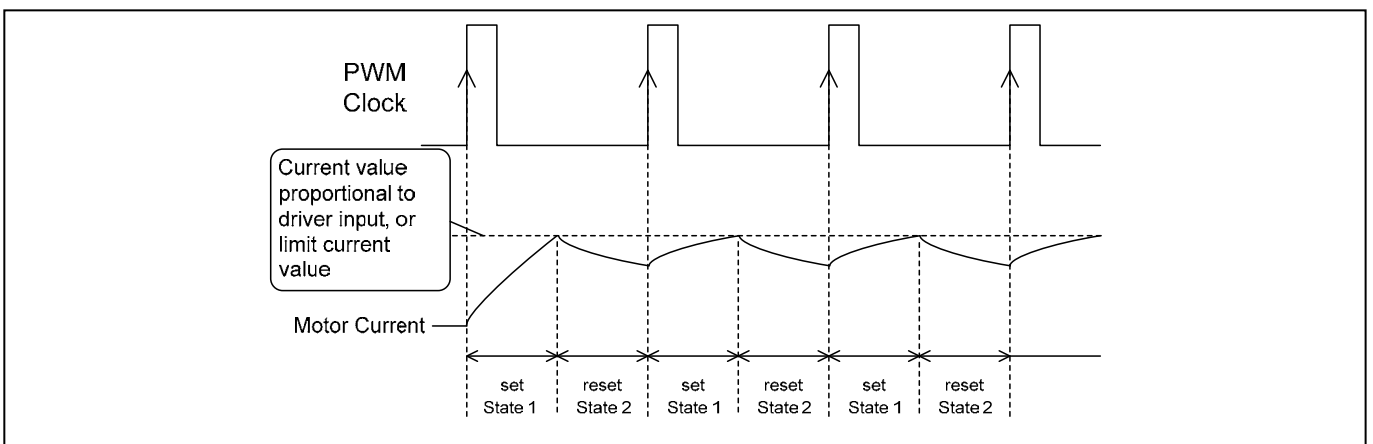 PWM
Clock
Current value
proportional to
driver input, or
limit current
value
Motor Current
set
State 1
reset
State 2
set
State 1
reset
State 2
set
State 1
reset
State 2